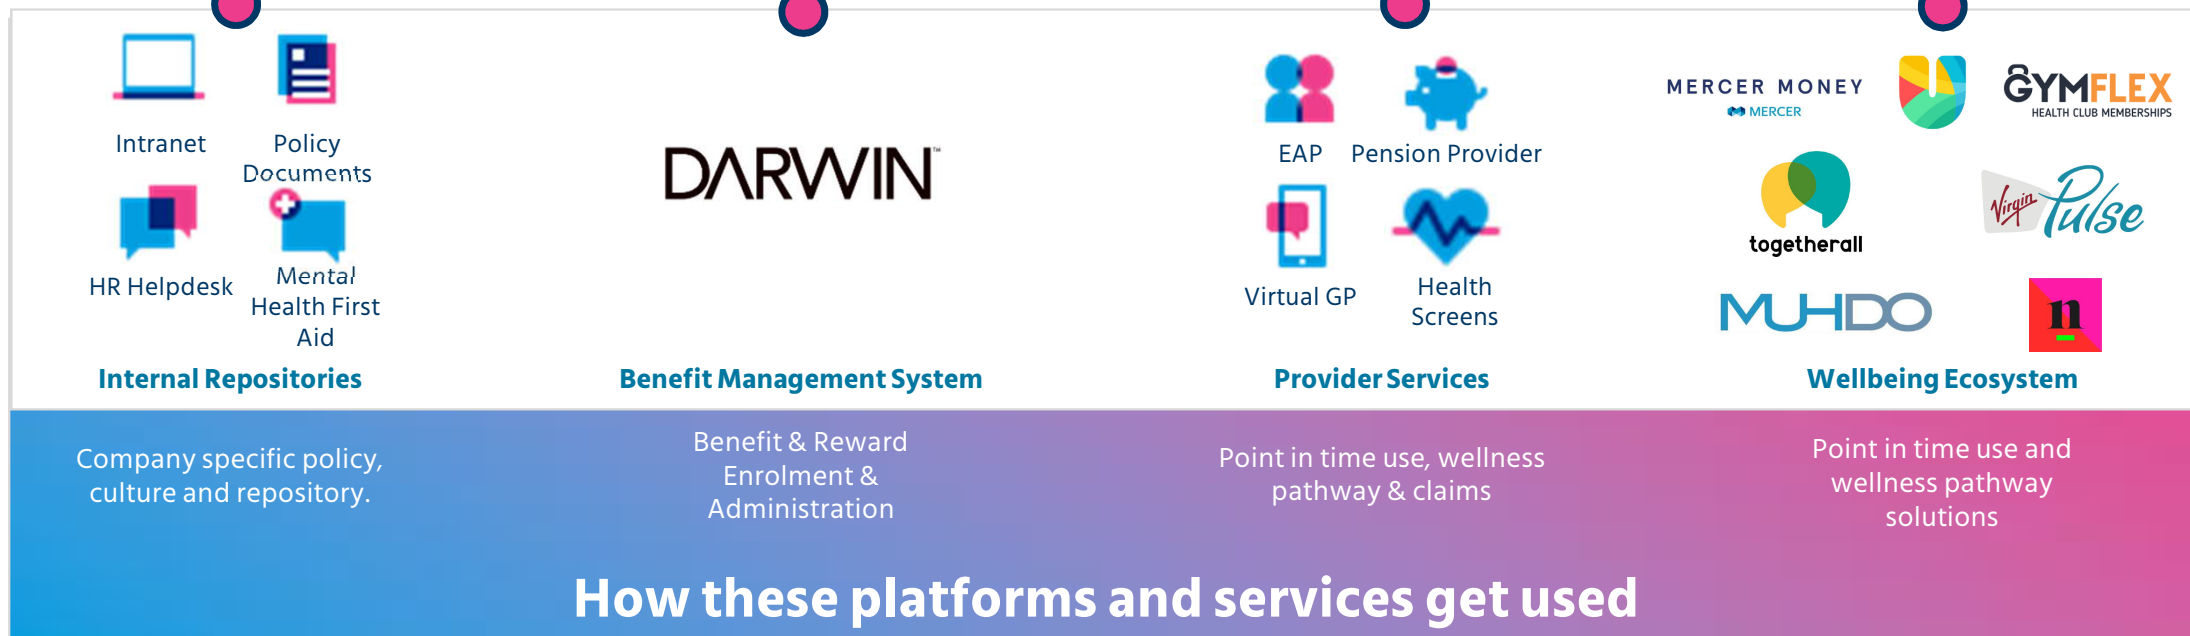 Intranet
Policy
Documents
HR Helpdesk
Mental
Health First
Aid
Internal Repositories
DARWIN™
Benefit Management System
EAP
Pension Provider
Virtual GP
Health
Screens
Provider Services
MERCER MONEY
MERCER
GYMFLEX
HEALTH CLUB MEMBERSHIPS
togetherall
Virgin Pulse
MUHDO
n
Wellbeing Ecosystem
Company specific policy,
culture and repository.
Benefit & Reward
Enrolment &
Administration
Point in time use, wellness
pathway & claims
Point in time use and
wellness pathway
solutions
How these platforms and services get used